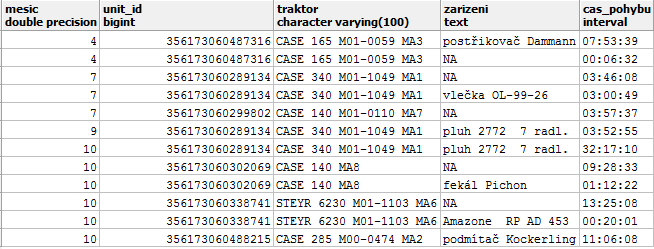 mesic unit_id traktor zarizeni cas_pohybu
double precision bigint character varying(100) text interval
4 356173060487316 CASE 165 M01-0059 MA3 postřikovač Dammann 07:53:39
4 356173060487316 CASE 165 M01-0059 MA3 NA 00:06:32
7 356173060289134 CASE 340 M01-1049 MA1 NA 03:46:08
7 356173060289134 CASE 340 M01-1049 MA1 vlečka OL-99-26 03:00:49
7 356173060299802 CASE 140 M01-0110 MA7 NA 03:57:37
9 356173060289134 CASE 340 M01-1049 MA1 pluh 2772 7 radl. 03:52:55
10 356173060289134 CASE 340 M01-1049 MA1 pluh 2772 7 radl. 32:17:10
10 356173060302069 CASE 140 MA8 NA 09:28:33
10 356173060302069 CASE 140 MA8 fekál Pichon 01:12:22
10 356173060338741 STEYR 6230 M01-1103 MA6 NA 13:25:08
10 356173060338741 STEYR 6230 M01-1103 MA6 Amazone RP AD 453 00:20:01
10 356173060488215 CASE 285 M00-0474 MA2 podmítač Kockerling 11:06:08